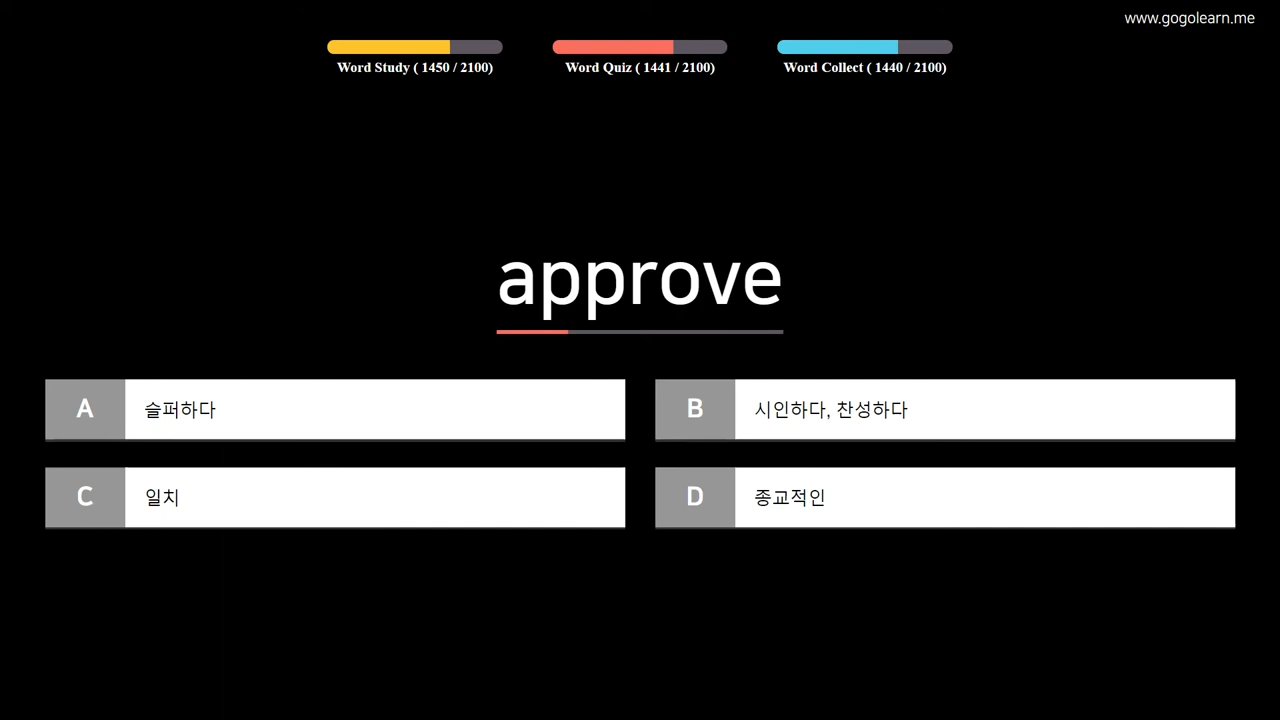 www.gogolearn.me
Word Study ( 1450 / 2100)
Word Quiz ( 1441 / 2100)
Word Collect ( 1440 / 2100)
approve
A 슬퍼하다
B 시인하다, 찬성하다
C 일치
D 종교적인